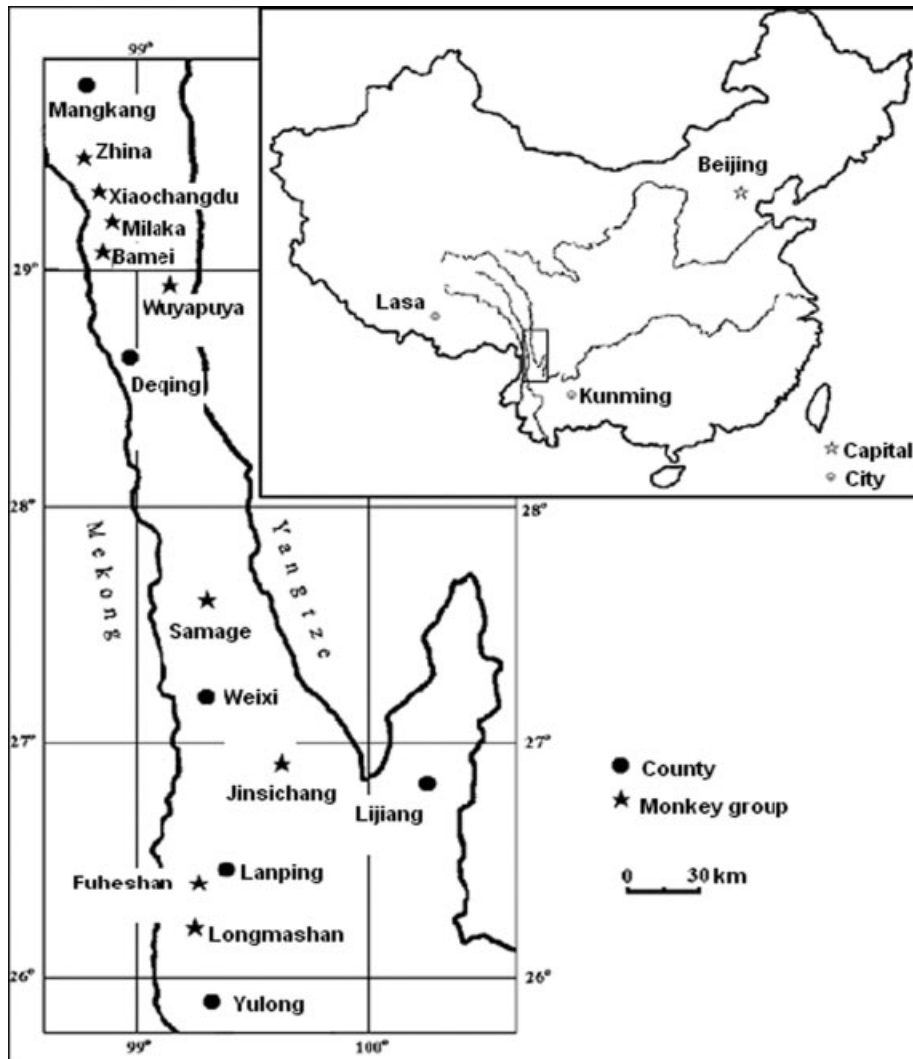 99°
Mangkang
Zhina
Xiaochangdu
Milaka
Bamei
29°
Wuyapuya
Deqing
Beijing
Lasa
Kunming
Capital
City
28°
28°
Mekong
Yangtze
Samage
Weixi
27°
27°
Jinsichang
Lijiang
County
Monkey group
Fuheshan
Lanping
0 30 km
Longmashan
26°
26°
Yulong
99°
100°